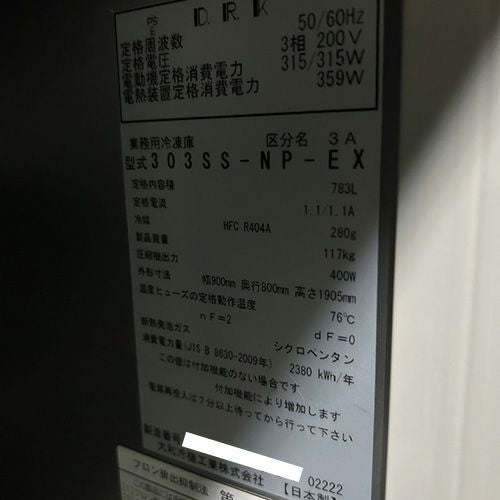 PS
E
D.R.K
定格周波数 50/60Hz
定格電圧 3相 200V
電動機定格消費電力 315/315W
電熱装置定格消費電力 359W
業務用冷凍庫 区分名 3A
型式 303SS-NP-EX
定格内容積 783L
定格電流 1.1/1.1A
冷媒 HFC R404A 280g
製品質量 117kg
圧縮機出力 400W
外形寸法 幅900mm 奥行800mm 高さ1905mm
温度ヒューズの定格動作温度 76℃
nF=2 dF=0
断熱発泡ガス シクロペンタン
消費電力量(JIS B 8630-2009年) 2380 kWh/年
この値は付加機能のない場合です
付加機能により増加します
電源再投入は7分以上待ってから行って下さい
製造番号
大和冷機工業株式会社 02222
【日本製】
フロン排出抑制法 第